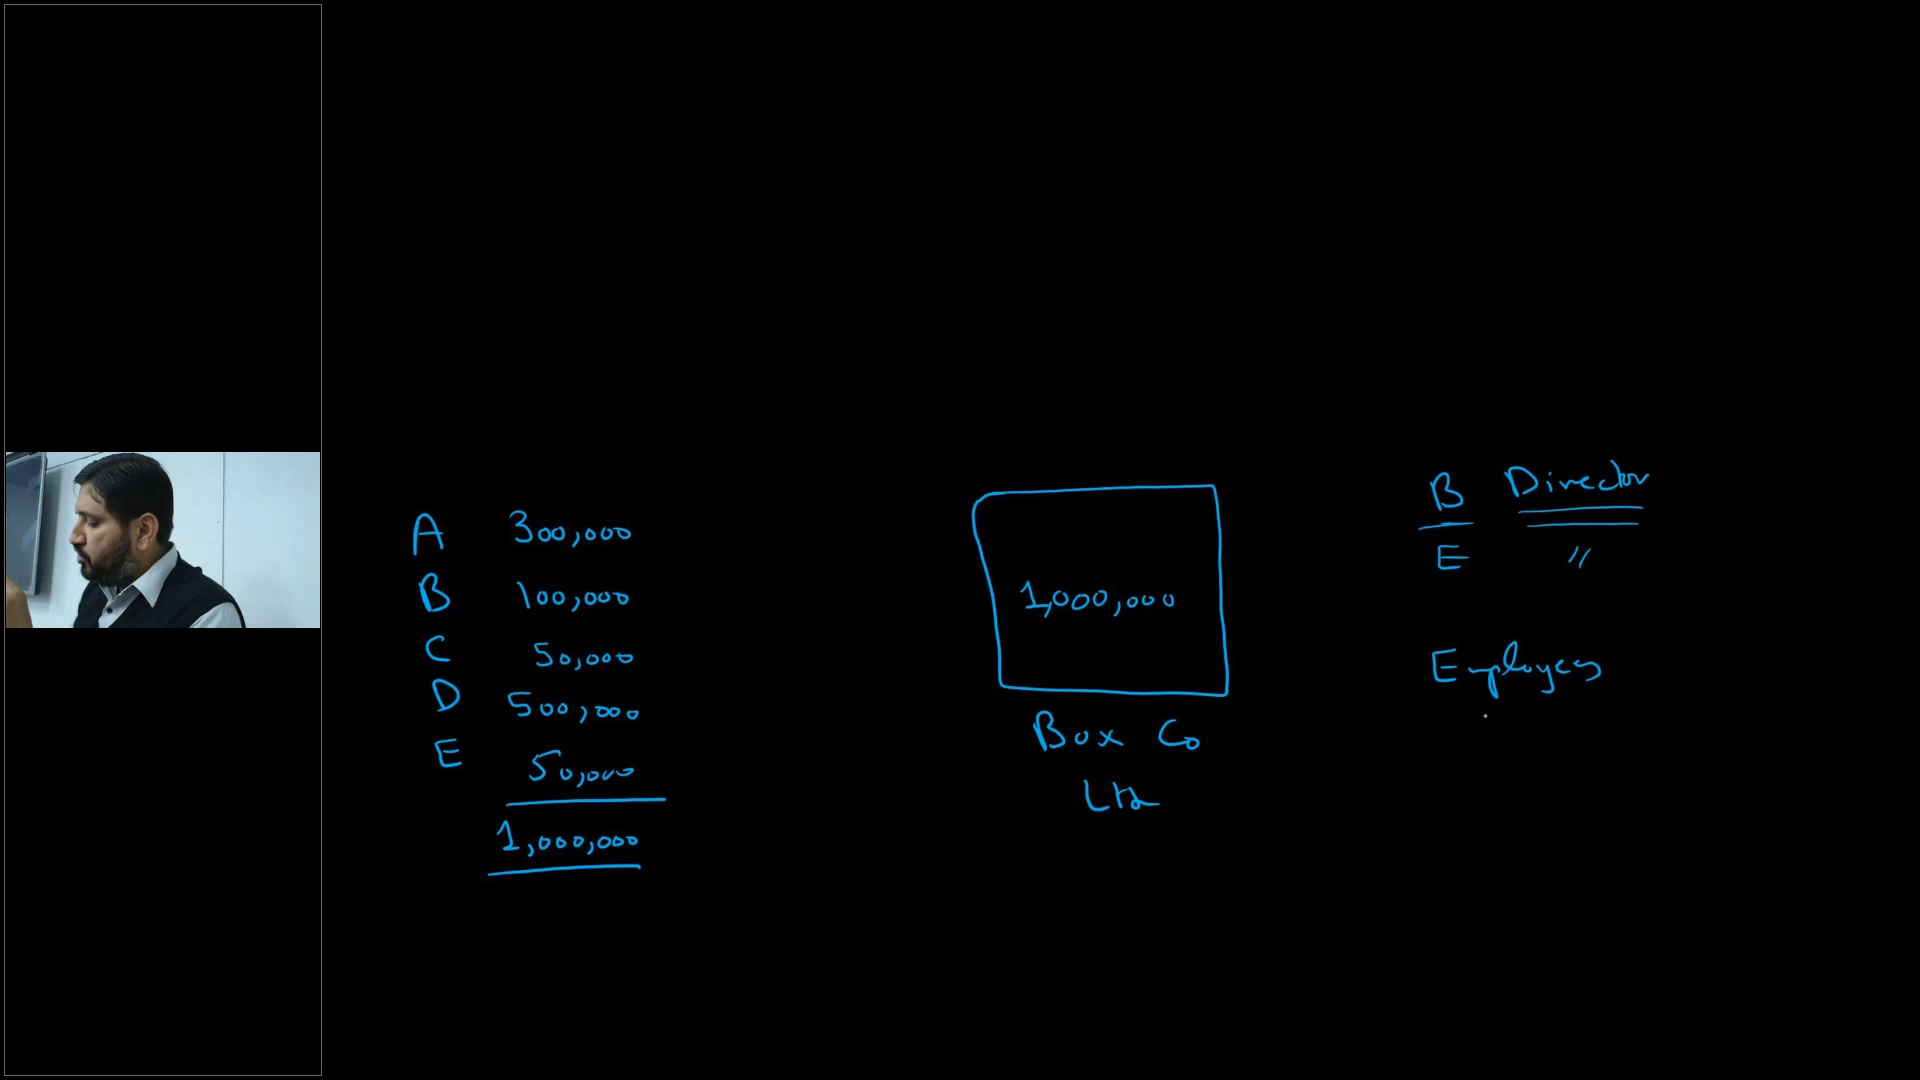 A 300,000
B 100,000
C 50,000
D 500,000
E 50,000
1,000,000
1,000,000
Box Co
Ltd
B Director
E "
Employees